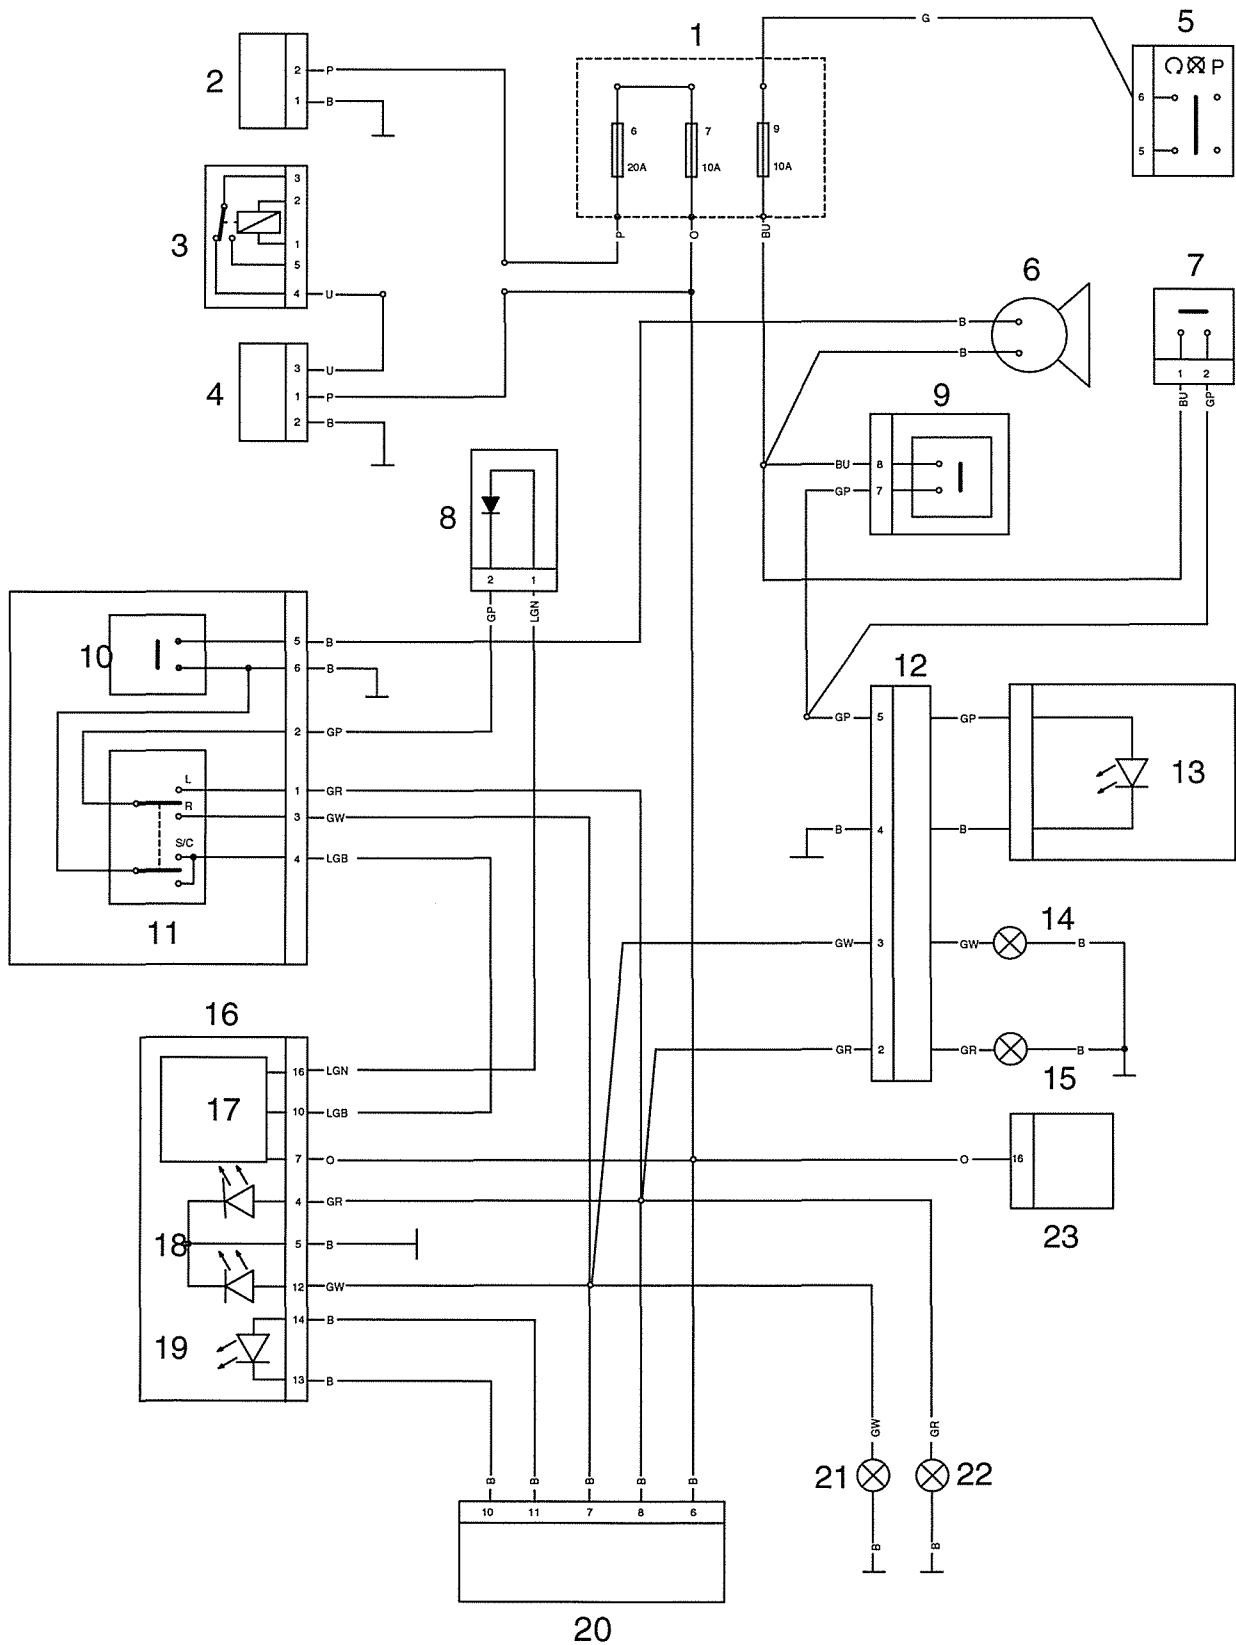 G
1
5
P
2
2 P
1 B
6
20A
7
10A
9
10A
6
5
P
O
BU
3
3
2
1
5
4 U
6
7
B
B
1 2
BU
GP
4
3 U
1 P
2 B
9
BU 8
GP 7
8
2 1
GP
LGN
10
5 B
6 B
2 GP
12
GP 5 GP
13
L
1 GR
R
3 GW
S/C
4 LGB
B 4 B
11
14
GW 3 GW B
16
GR 2 GR B
15
17
16 LGN
10 LGB
7 O
O 16
23
4 GR
18
5 B
12 GW
19
14 B
13 B
GW
GR
21
22
B
B
B
B
B
10 11 7 8 6
B
B
20